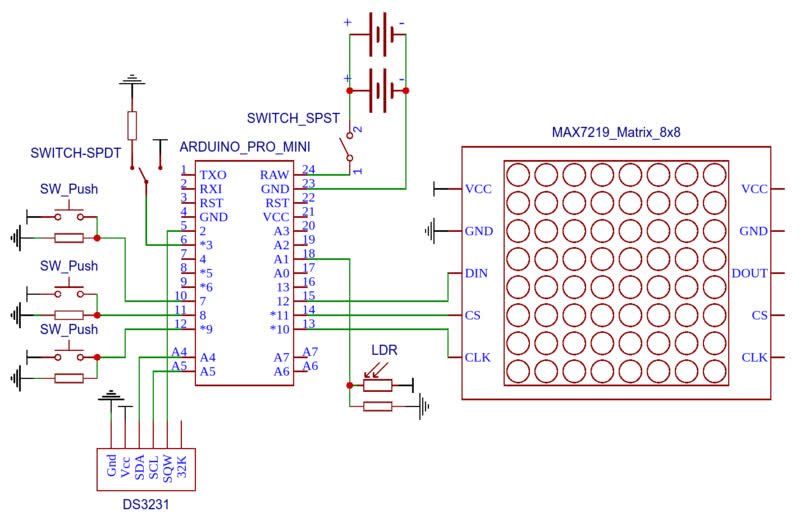 + -
+ -
SWITCH_SPST
2
1
SWITCH-SPDT
ARDUINO_PRO_MINI
MAX7219_Matrix_8x8
1 TXO RAW 24
2 RXI GND 23
3 RST RST 22
4 GND VCC 21
5 2 A3 20
6 *3 A2 19
7 4 A1 18
8 *5 A0 17
9 *6 13 16
10 7 12 15
11 8 *11 14
12 *9 *10 13
A4 A4 A7 A7
A5 A5 A6 A6
SW_Push
SW_Push
SW_Push
VCC VCC
GND GND
DIN DOUT
CS CS
CLK CLK
LDR
Gnd
Vcc
SDA
SCL
SQW
32K
DS3231